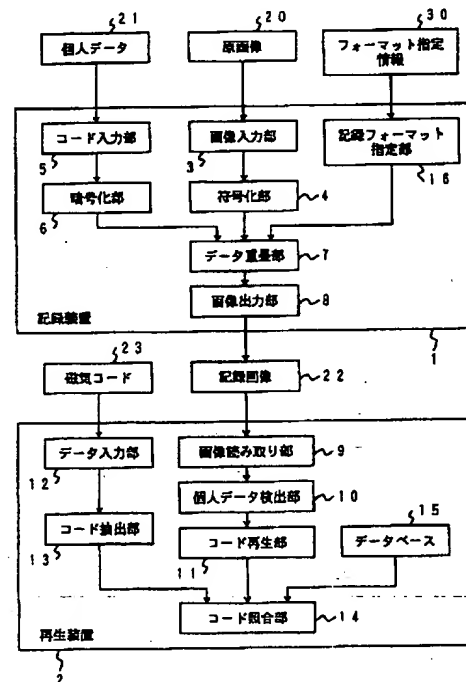 21
20
30
個人データ
原画像
フォーマット指定
情報
コード入力部
画像入力部
記録フォーマット
指定部
5
3
16
暗号化部
符号化部
6
4
データ重畳部
7
画像出力部
8
記録装置
1
23
磁気コード
記録画像
22
データ入力部
画像読み取り部
9
12
個人データ検出部
10
15
コード抽出部
コード再生部
データベース
13
11
コード照合部
14
再生装置
2